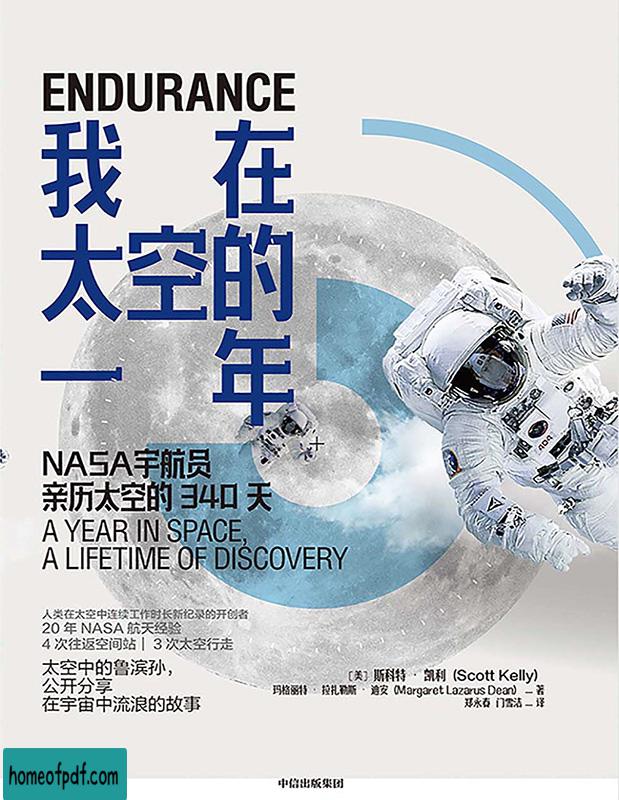 ENDURANCE
我 在
太空的
一 年
NASA宇航员
亲历太空的 340 天
A YEAR IN SPACE,
A LIFETIME OF DISCOVERY
人类在太空中连续工作时长新纪录的开创者
20 年 NASA 航天经验
4 次往返空间站｜ 3 次太空行走
太空中的鲁滨孙，
公开分享
在宇宙中流浪的故事
［美］斯科特 · 凯利（Scott Kelly）
玛格丽特 · 拉扎勒斯 · 迪安（Margaret Lazarus Dean）— 著
郑永春 门雪洁 — 译
homeofpdf.com
中信出版集团